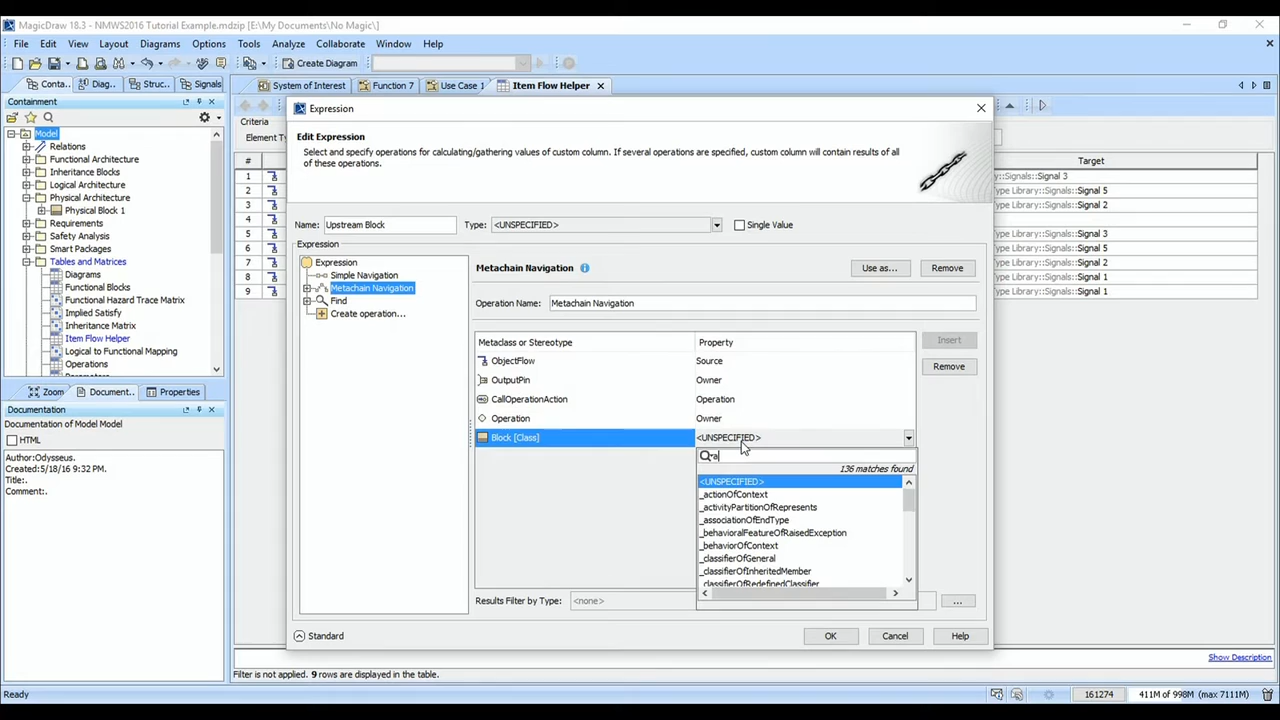 MagicDraw 18.3 - NMWS2016 Tutorial Example.mdzip [E:\My Documents\No Magic\]
File Edit View Layout Diagrams Options Tools Analyze Collaborate Window Help
Create Diagram
Conta... Diag... Struc... Signals
System of Interest Function 7 Use Case 1 Item Flow Helper
Containment
Model
Relations
Functional Architecture
Inheritance Blocks
Logical Architecture
Physical Architecture
Physical Block 1
Requirements
Safety Analysis
Smart Packages
Tables and Matrices
Diagrams
Functional Blocks
Functional Hazard Trace Matrix
Implied Satisfy
Inheritance Matrix
Item Flow Helper
Logical to Functional Mapping
Operations
Zoom Document... Properties
Documentation
Documentation of Model Model
HTML
Author:Odysseus.
Created:5/18/16 9:32 PM.
Title:.
Comment:.
Criteria
Element Ty
#
1
2
3
4
5
6
7
8
9
Target
ype Library::Signals::Signal 3
Type Library::Signals::Signal 5
Type Library::Signals::Signal 2
Type Library::Signals::Signal 3
Type Library::Signals::Signal 5
Type Library::Signals::Signal 2
Type Library::Signals::Signal 1
Type Library::Signals::Signal 1
Expression
Edit Expression
Select and specify operations for calculating/gathering values of custom column. If several operations are specified, custom column will contain results of all
of these operations.
Name: Upstream Block Type: <UNSPECIFIED> Single Value
Expression
Expression
Simple Navigation
Metachain Navigation
Find
Create operation...
Metachain Navigation Use as... Remove
Operation Name: Metachain Navigation
Metaclass or Stereotype Property Insert
ObjectFlow Source
Remove
OutputPin Owner
CallOperationAction Operation
Operation Owner
Block [Class] <UNSPECIFIED>
a
136 matches found
<UNSPECIFIED>
_actionOfContext
_activityPartitionOfRepresents
_associationOfEndType
_behavioralFeatureOfRaisedException
_behaviorOfContext
_classifierOfGeneral
_classifierOfInheritedMember
_classifierOfRedefinedClassifier
Results Filter by Type: <none> ...
Standard OK Cancel Help
Show Description
Filter is not applied. 9 rows are displayed in the table.
Ready 161274 411M of 998M (max 7111M)